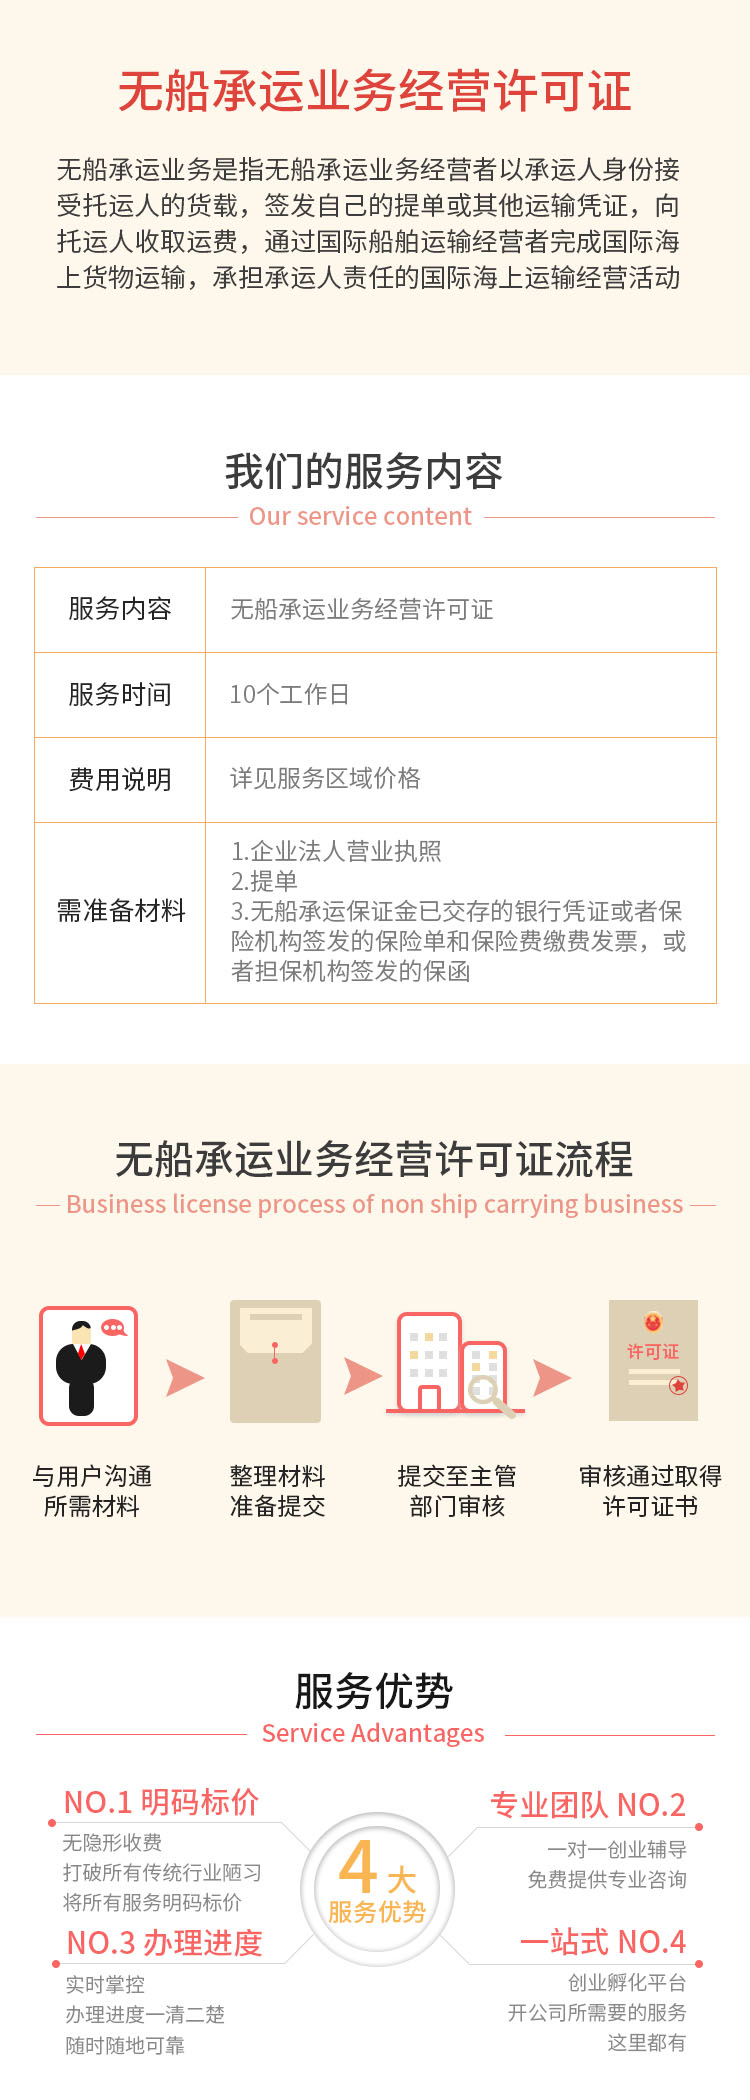 无船承运业务经营许可证
无船承运业务是指无船承运业务经营者以承运人身份接
受托运人的货载，签发自己的提单或其他运输凭证，向
托运人收取运费，通过国际船舶运输经营者完成国际海
上货物运输，承担承运人责任的国际海上运输经营活动
我们的服务内容
Our service content
服务内容
无船承运业务经营许可证
服务时间
10个工作日
费用说明
详见服务区域价格
需准备材料
1.企业法人营业执照
2.提单
3.无船承运保证金已交存的银行凭证或者保
险机构签发的保险单和保险费缴费发票，或
者担保机构签发的保函
无船承运业务经营许可证流程
Business license process of non ship carrying business
许可证
与用户沟通
所需材料
整理材料
准备提交
提交至主管
部门审核
审核通过取得
许可证书
服务优势
Service Advantages
NO.1 明码标价
无隐形收费
打破所有传统行业陋习
将所有服务明码标价
专业团队 NO.2
一对一创业辅导
免费提供专业咨询
4 大
服务优势
NO.3 办理进度
实时掌控
办理进度一清二楚
随时随地可靠
一站式 NO.4
创业孵化平台
开公司所需要的服务
这里都有